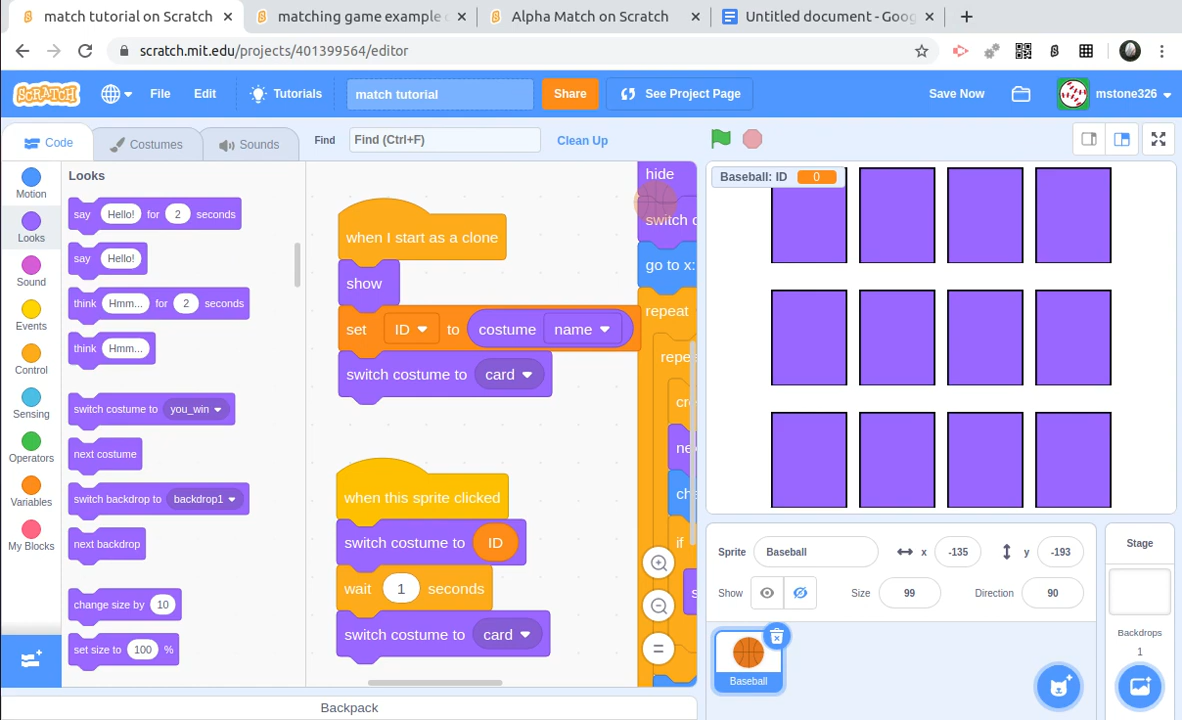 match tutorial on Scratch
matching game example
Alpha Match on Scratch
Untitled document - Goog
scratch.mit.edu/projects/401399564/editor
SCRATCH
File
Edit
Tutorials
match tutorial
Share
See Project Page
Save Now
mstone326
Code
Costumes
Sounds
Find
Find (Ctrl+F)
Clean Up
Motion
Looks
Sound
Events
Control
Sensing
Operators
Variables
My Blocks
Looks
say Hello! for 2 seconds
say Hello!
think Hmm... for 2 seconds
think Hmm...
switch costume to you_win
next costume
switch backdrop to backdrop1
next backdrop
change size by 10
set size to 100 %
when I start as a clone
show
set ID to costume name
switch costume to card
when this sprite clicked
switch costume to ID
wait 1 seconds
switch costume to card
hide
switch c
go to x:
repeat
repe
cr
ne
ch
if
s
Baseball: ID 0
Sprite Baseball x -135 y -193
Show Size 99 Direction 90
Baseball
Stage
Backdrops
1
Backpack